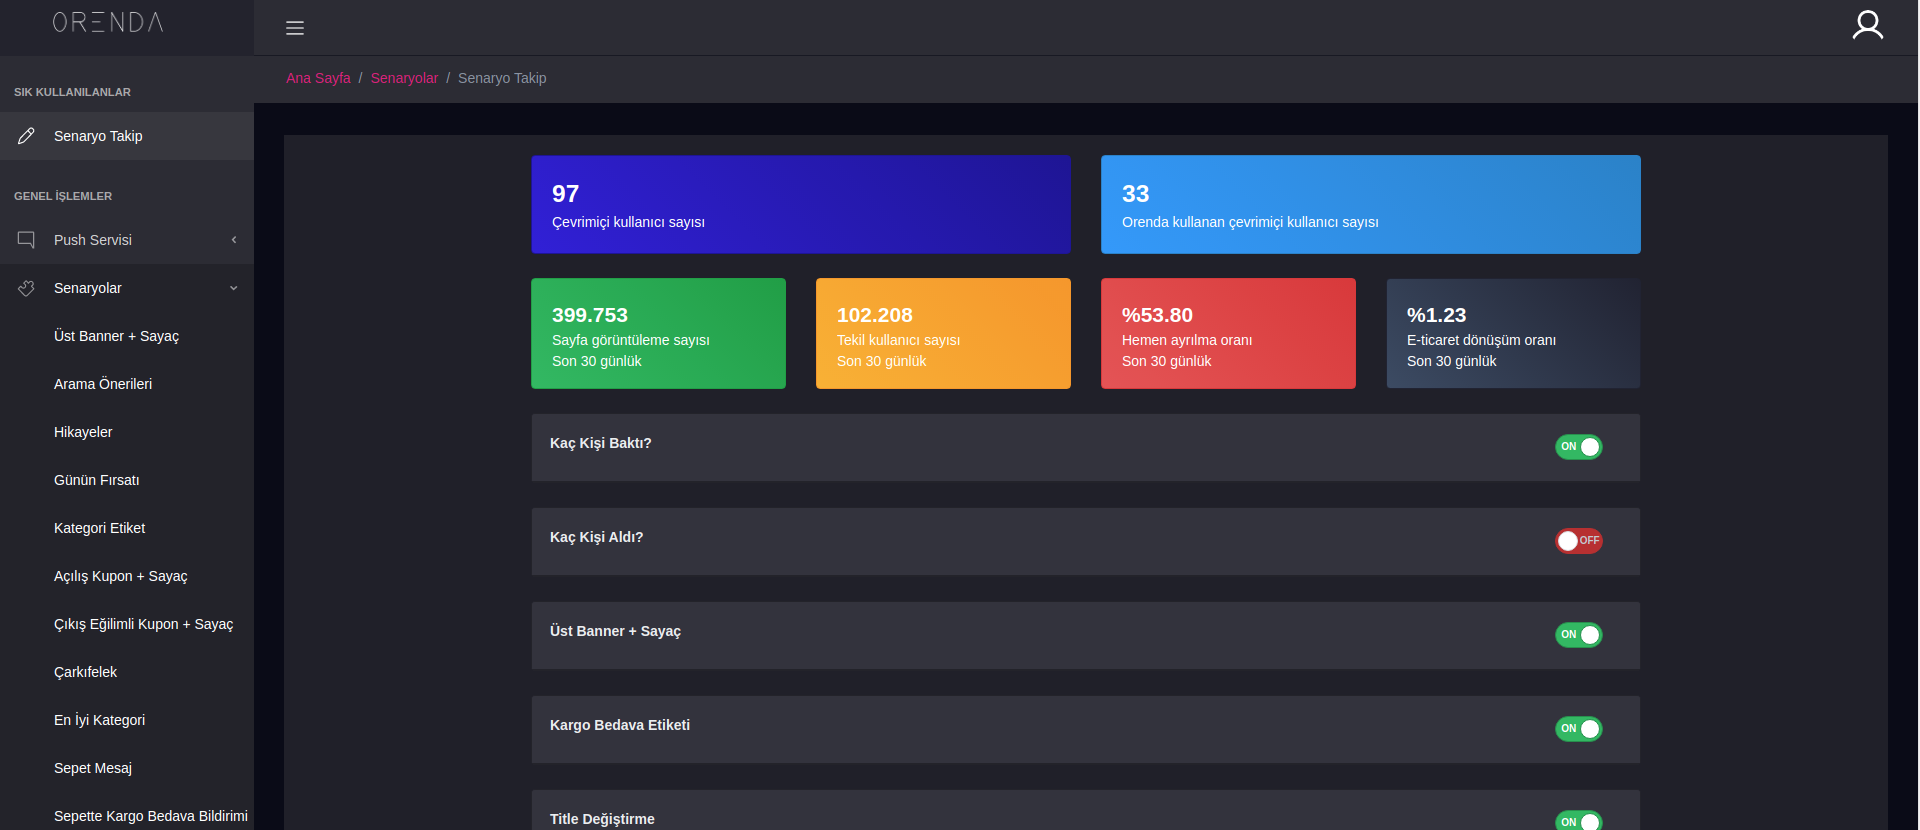 ORENDA
SIK KULLANILANLAR
Senaryo Takip
GENEL İŞLEMLER
Push Servisi
Senaryolar
Üst Banner + Sayaç
Arama Önerileri
Hikayeler
Günün Fırsatı
Kategori Etiket
Açılış Kupon + Sayaç
Çıkış Eğilimli Kupon + Sayaç
Çarkıfelek
En İyi Kategori
Sepet Mesaj
Sepette Kargo Bedava Bildirimi
Ana Sayfa / Senaryolar / Senaryo Takip
97
Çevrimiçi kullanıcı sayısı
33
Orenda kullanan çevrimiçi kullanıcı sayısı
399.753
Sayfa görüntüleme sayısı
Son 30 günlük
102.208
Tekil kullanıcı sayısı
Son 30 günlük
%53.80
Hemen ayrılma oranı
Son 30 günlük
%1.23
E-ticaret dönüşüm oranı
Son 30 günlük
Kaç Kişi Baktı?
ON
Kaç Kişi Aldı?
OFF
Üst Banner + Sayaç
ON
Kargo Bedava Etiketi
ON
Title Değiştirme
ON